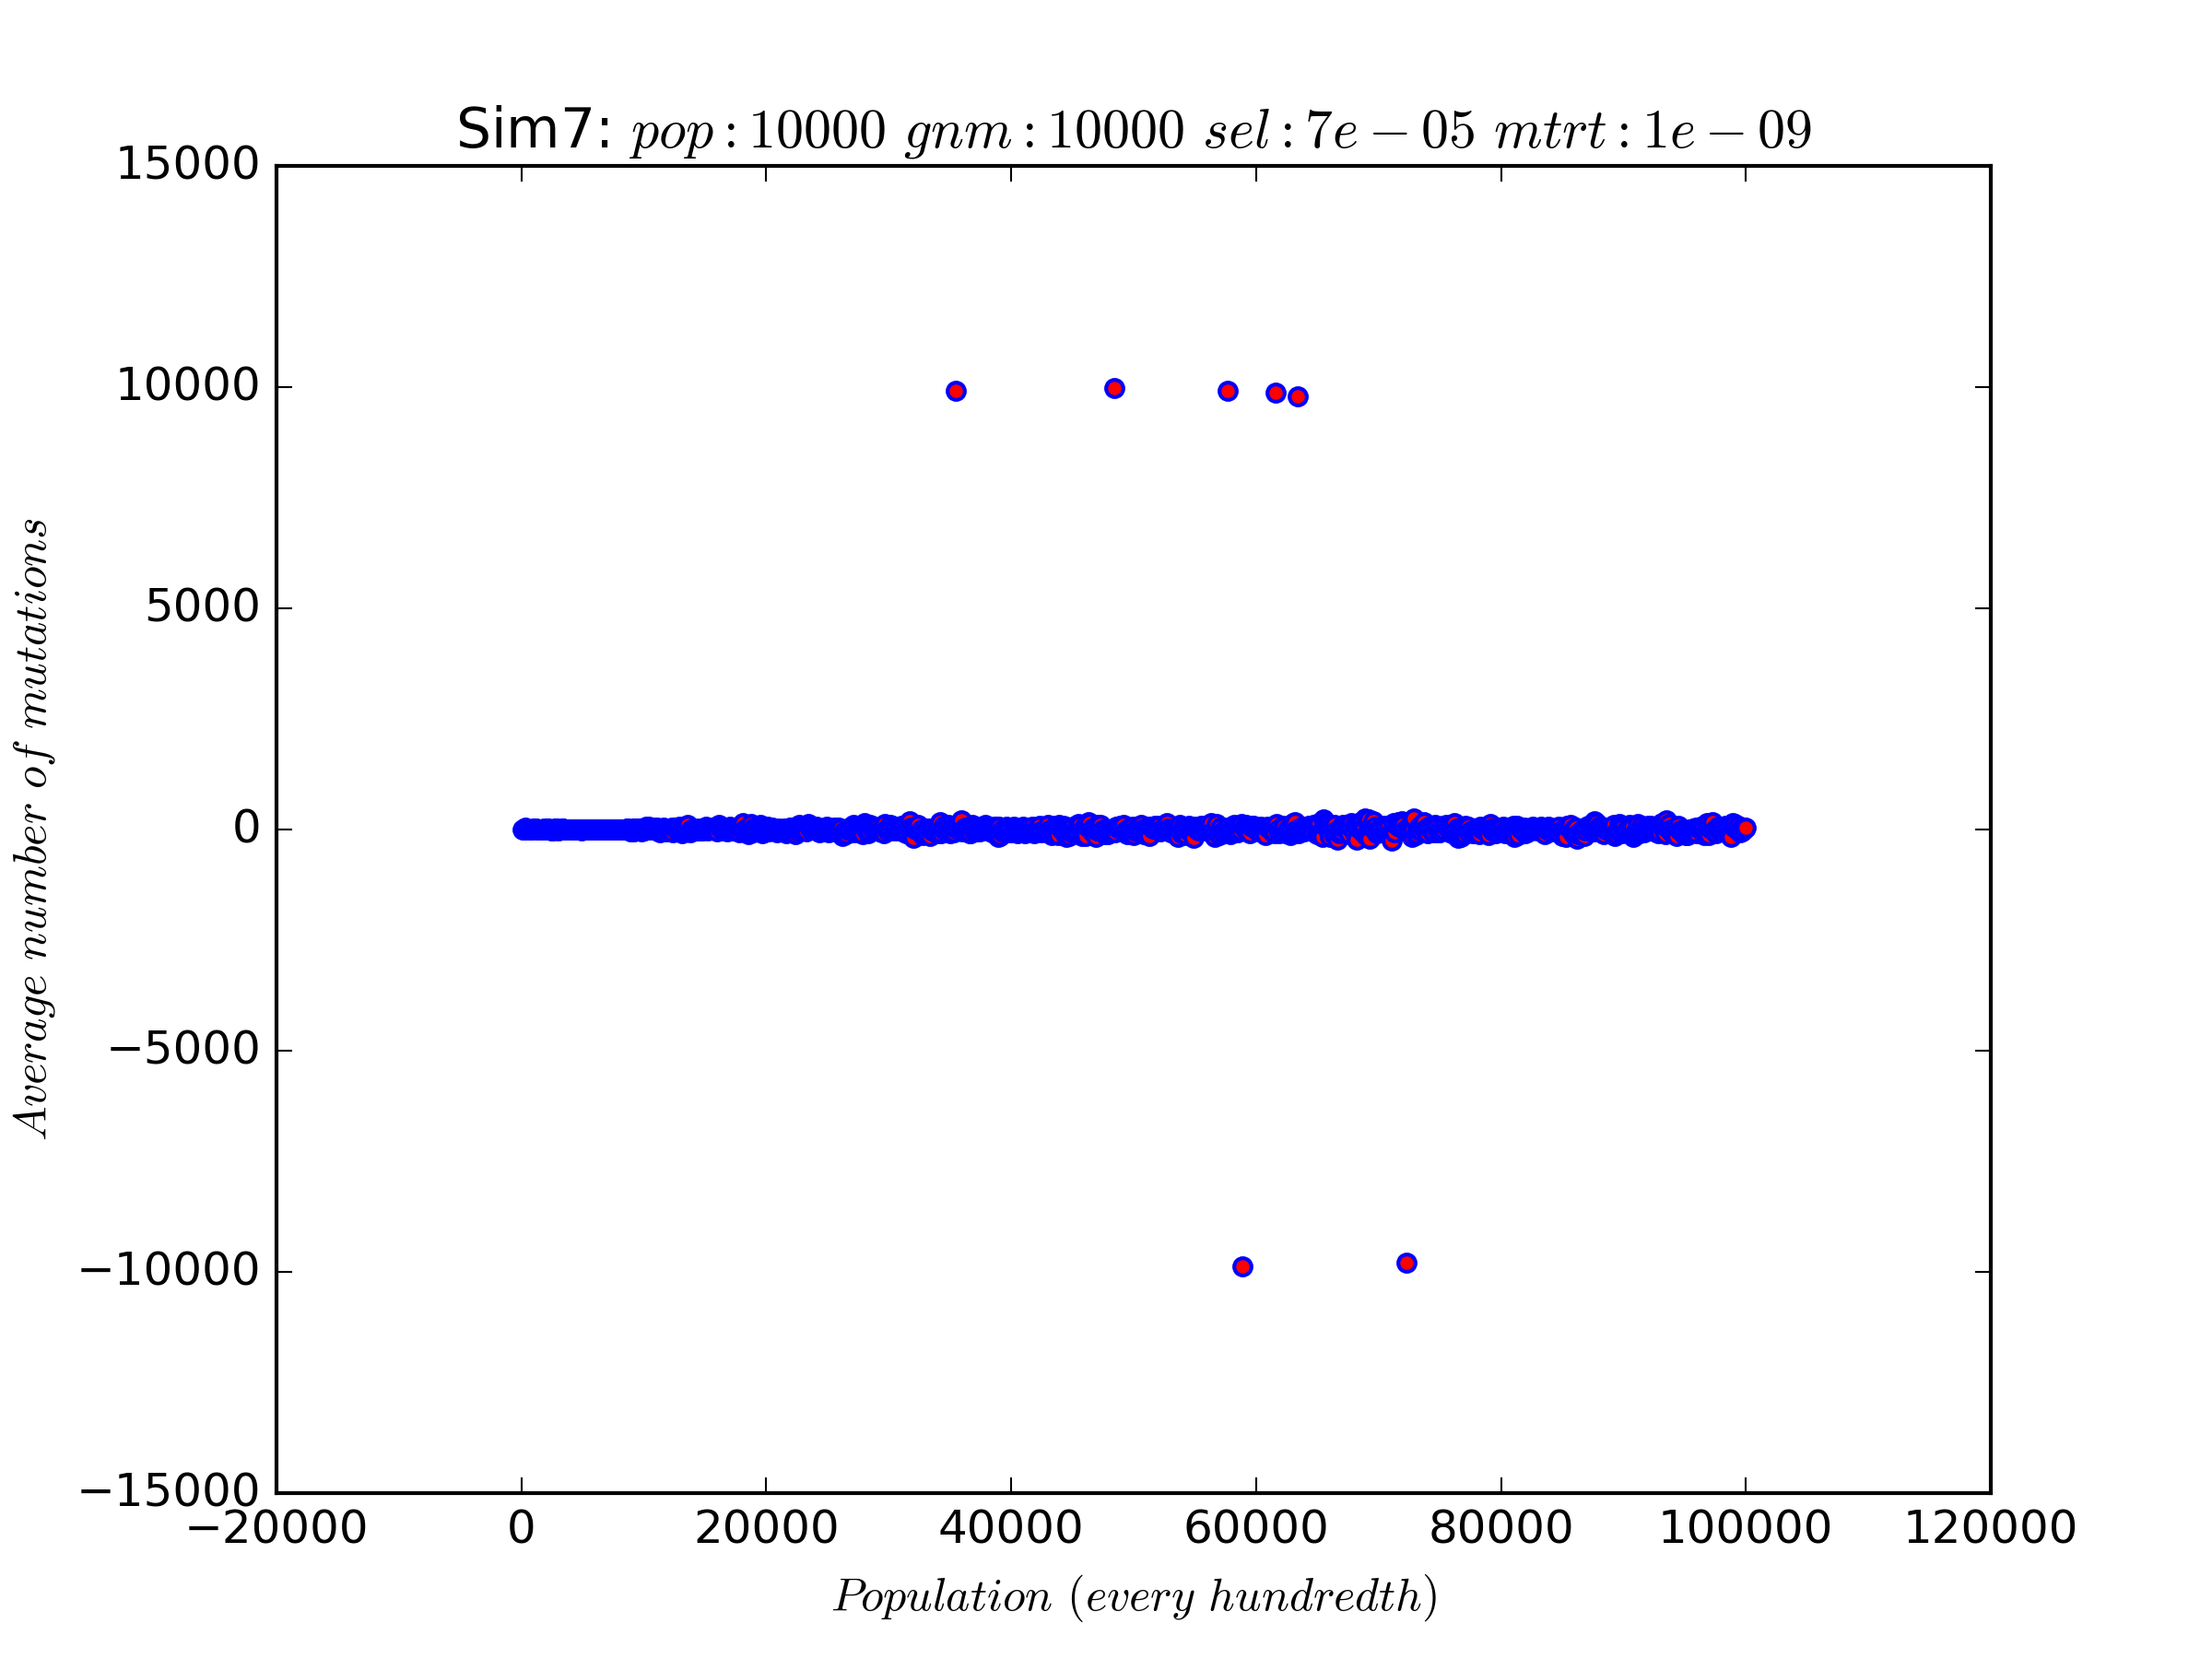 Sim7: pop : 10000 gnm : 10000 sel : 7e − 05 mtrt : 1e − 09
15000
10000
5000
0
−5000
−10000
−15000
Average number of mutations
−20000 0 20000 40000 60000 80000 100000 120000
Population (every hundredth)